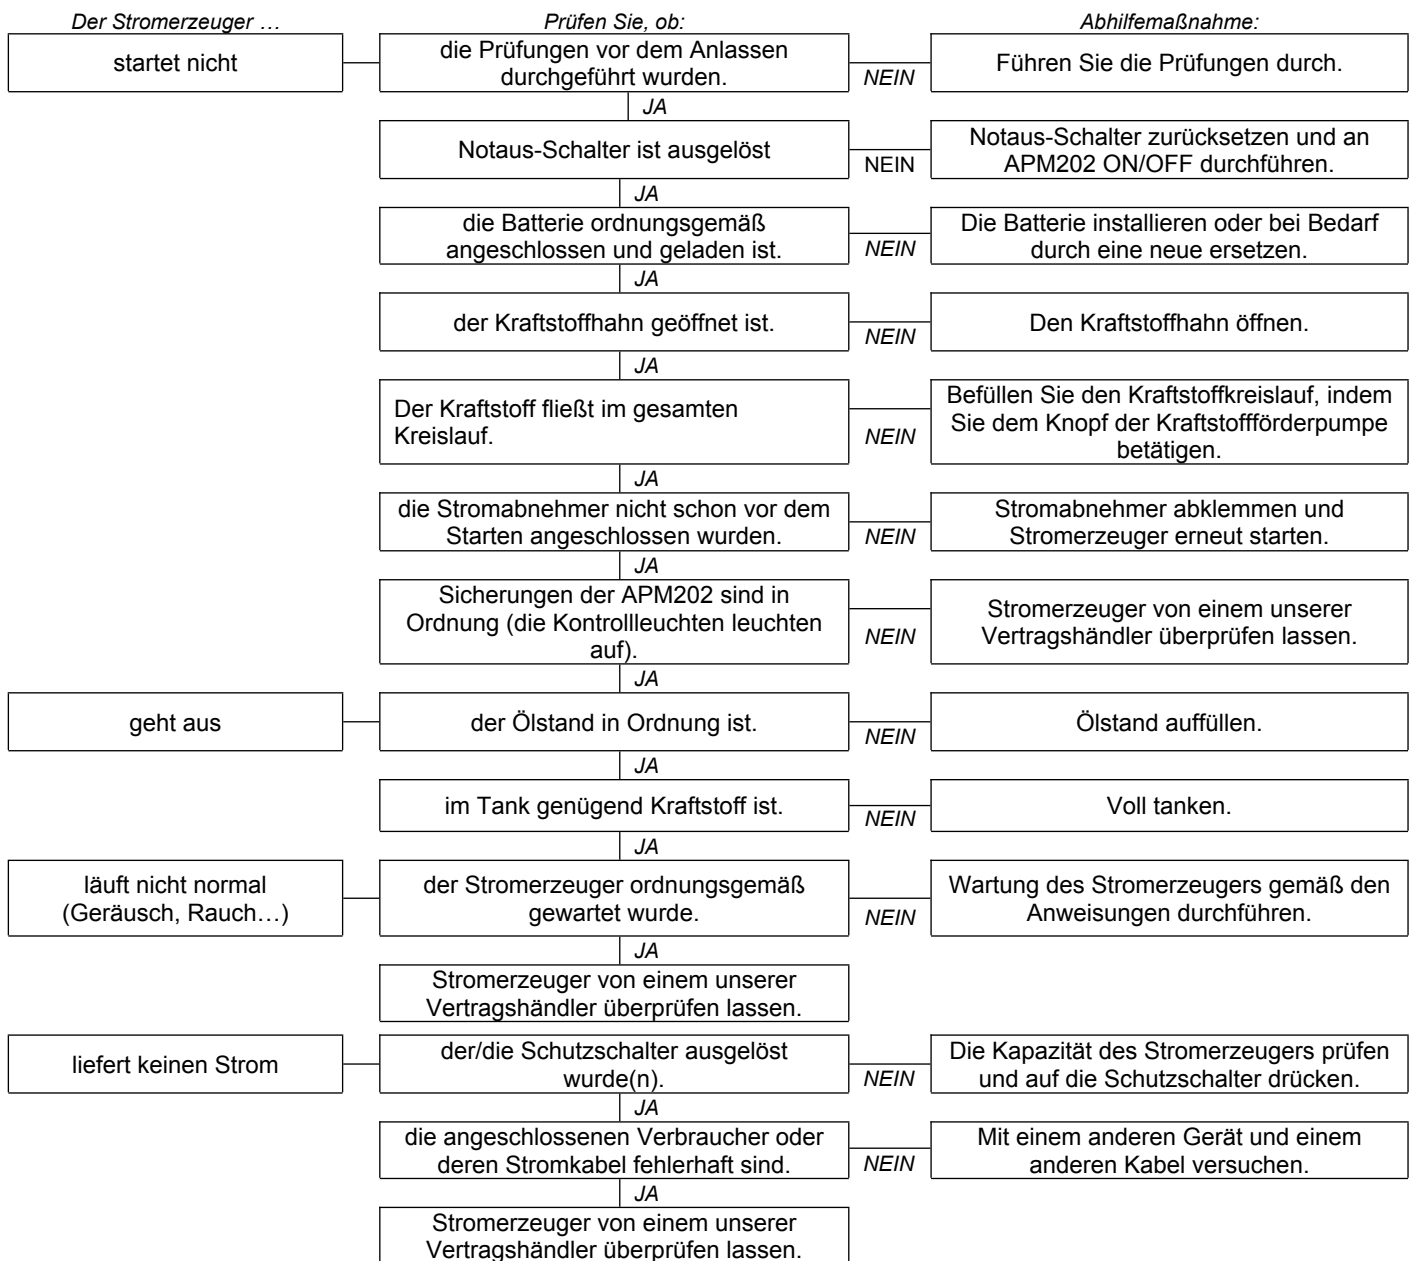 Der Stromerzeuger …
Prüfen Sie, ob:
Abhilfemaßnahme:
startet nicht
die Prüfungen vor dem Anlassen
durchgeführt wurden.
NEIN
Führen Sie die Prüfungen durch.
JA
Notaus-Schalter ist ausgelöst
NEIN
Notaus-Schalter zurücksetzen und an
APM202 ON/OFF durchführen.
JA
die Batterie ordnungsgemäß
angeschlossen und geladen ist.
NEIN
Die Batterie installieren oder bei Bedarf
durch eine neue ersetzen.
JA
der Kraftstoffhahn geöffnet ist.
NEIN
Den Kraftstoffhahn öffnen.
JA
Der Kraftstoff fließt im gesamten
Kreislauf.
NEIN
Befüllen Sie den Kraftstoffkreislauf, indem
Sie dem Knopf der Kraftstoffförderpumpe
betätigen.
JA
die Stromabnehmer nicht schon vor dem
Starten angeschlossen wurden.
NEIN
Stromabnehmer abklemmen und
Stromerzeuger erneut starten.
JA
Sicherungen der APM202 sind in
Ordnung (die Kontrollleuchten leuchten
auf).
NEIN
Stromerzeuger von einem unserer
Vertragshändler überprüfen lassen.
JA
geht aus
der Ölstand in Ordnung ist.
NEIN
Ölstand auffüllen.
JA
im Tank genügend Kraftstoff ist.
NEIN
Voll tanken.
JA
läuft nicht normal
(Geräusch, Rauch…)
der Stromerzeuger ordnungsgemäß
gewartet wurde.
NEIN
Wartung des Stromerzeugers gemäß den
Anweisungen durchführen.
JA
Stromerzeuger von einem unserer
Vertragshändler überprüfen lassen.
liefert keinen Strom
der/die Schutzschalter ausgelöst
wurde(n).
NEIN
Die Kapazität des Stromerzeugers prüfen
und auf die Schutzschalter drücken.
JA
die angeschlossenen Verbraucher oder
deren Stromkabel fehlerhaft sind.
NEIN
Mit einem anderen Gerät und einem
anderen Kabel versuchen.
JA
Stromerzeuger von einem unserer
Vertragshändler überprüfen lassen.